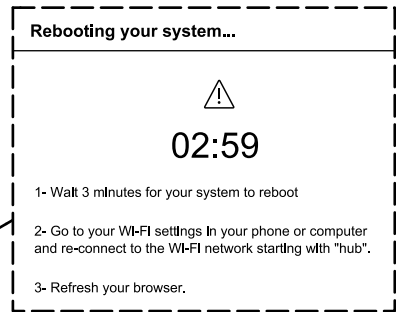 Rebooting your system...
02:59
1- Wait 3 minutes for your system to reboot
2- Go to your Wi-Fi settings in your phone or computer
and re-connect to the Wi-Fi network starting with "hub".
3- Refresh your browser.